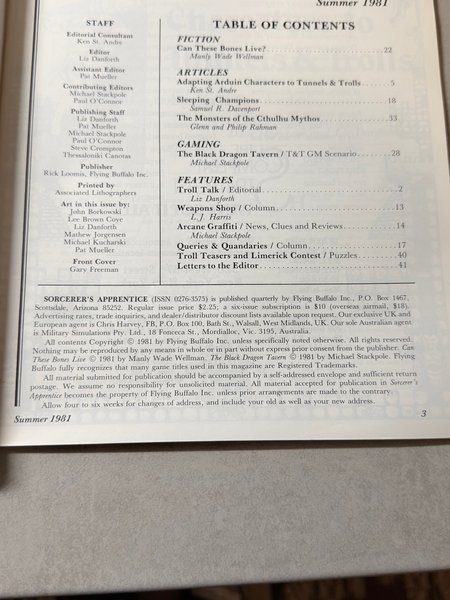 Summer 1981
STAFF
Editorial Consultant
Ken St. Andre
Editor
Liz Danforth
Assistant Editor
Pat Mueller
Contributing Editors
Michael Stackpole
Paul O'Connor
Publishing Staff
Liz Danforth
Pat Mueller
Michael Stackpole
Paul O'Connor
Steve Crompton
Thessaloniki Canotas
Publisher
Rick Loomis, Flying Buffalo Inc.
Printed by
Associated Lithographers
Art in this issue by:
John Borkowski
Lee Brown Coye
Liz Danforth
Mathew Jorgensen
Michael Kucharski
Pat Mueller
Front Cover
Gary Freeman
TABLE OF CONTENTS
FICTION
Can These Bones Live? 22
Manly Wade Wellman
ARTICLES
Adapting Arduin Characters to Tunnels & Trolls 5
Ken St. Andre
Sleeping Champions 18
Samuel R. Davenport
The Monsters of the Cthulhu Mythos 33
Glenn and Philip Rahman
GAMING
The Black Dragon Tavern / T&T GM Scenario 28
Michael Stackpole
FEATURES
Troll Talk / Editorial 2
Liz Danforth
Weapons Shop / Column 13
L.J. Harris
Arcane Graffiti / News, Clues and Reviews 14
Michael Stackpole
Queries & Quandaries / Column 17
Troll Teasers and Limerick Contest / Puzzles 40
Letters to the Editor 41
SORCERER'S APPRENTICE (ISSN 0276-3575) is published quarterly by Flying Buffalo Inc., P.O. Box 1467,
Scottsdale, Arizona 85252. Regular issue price $2.25; a six-issue subscription is $10 (overseas airmail, $18).
Advertising rates, trade inquiries, and dealer/distributor discount lists available upon request. Our exclusive UK and
European agent is Chris Harvey, FB, P.O. Box 100, Bath St., Walsall, West Midlands, UK. Our sole Australian agent
is Military Simulations Pty. Ltd., 18 Fonceca St., Mordialloc, Vic. 3195, Australia.
All contents Copyright © 1981 by Flying Buffalo Inc. unless specifically noted otherwise. All rights reserved.
Nothing may be reproduced by any means in whole or in part without express prior consent from the publisher. Can
These Bones Live © 1981 by Manly Wade Wellman. The Black Dragon Tavern © 1981 by Michael Stackpole. Flying
Buffalo fully recognizes that many game titles used in this magazine are Registered Trademarks.
All material submitted for publication should be accompanied by a self-addressed envelope and sufficient return
postage. We assume no responsibility for unsolicited material. All material accepted for publication in Sorcerer's
Apprentice becomes the property of Flying Buffalo Inc. unless prior arrangements are made to the contrary.
Allow four to six weeks for changes of address, and include your old as well as your new address.
Summer 1981 3